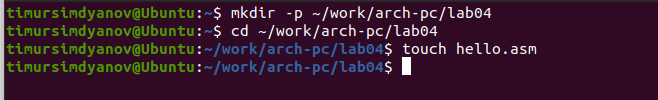 timursimdyanov@Ubuntu:~$ mkdir -p ~/work/arch-pc/lab04
timursimdyanov@Ubuntu:~$ cd ~/work/arch-pc/lab04
timursimdyanov@Ubuntu:~/work/arch-pc/lab04$ touch hello.asm
timursimdyanov@Ubuntu:~/work/arch-pc/lab04$